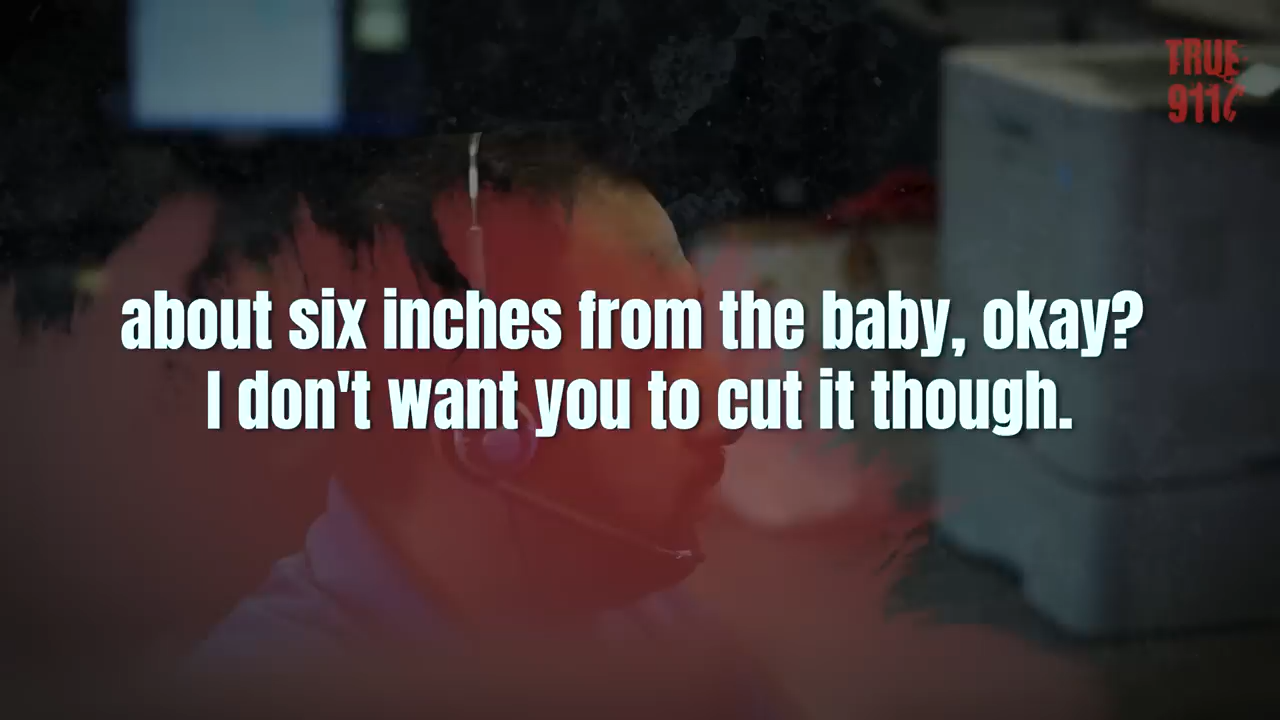 TRUE
911
about six inches from the baby, okay?
I don't want you to cut it though.